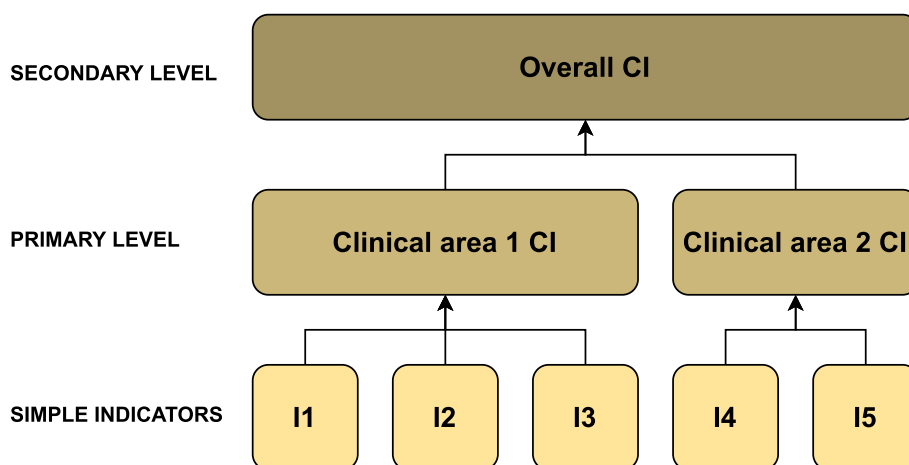 SECONDARY LEVEL
Overall CI
PRIMARY LEVEL
Clinical area 1 CI
Clinical area 2 CI
SIMPLE INDICATORS
I1
I2
I3
I4
I5